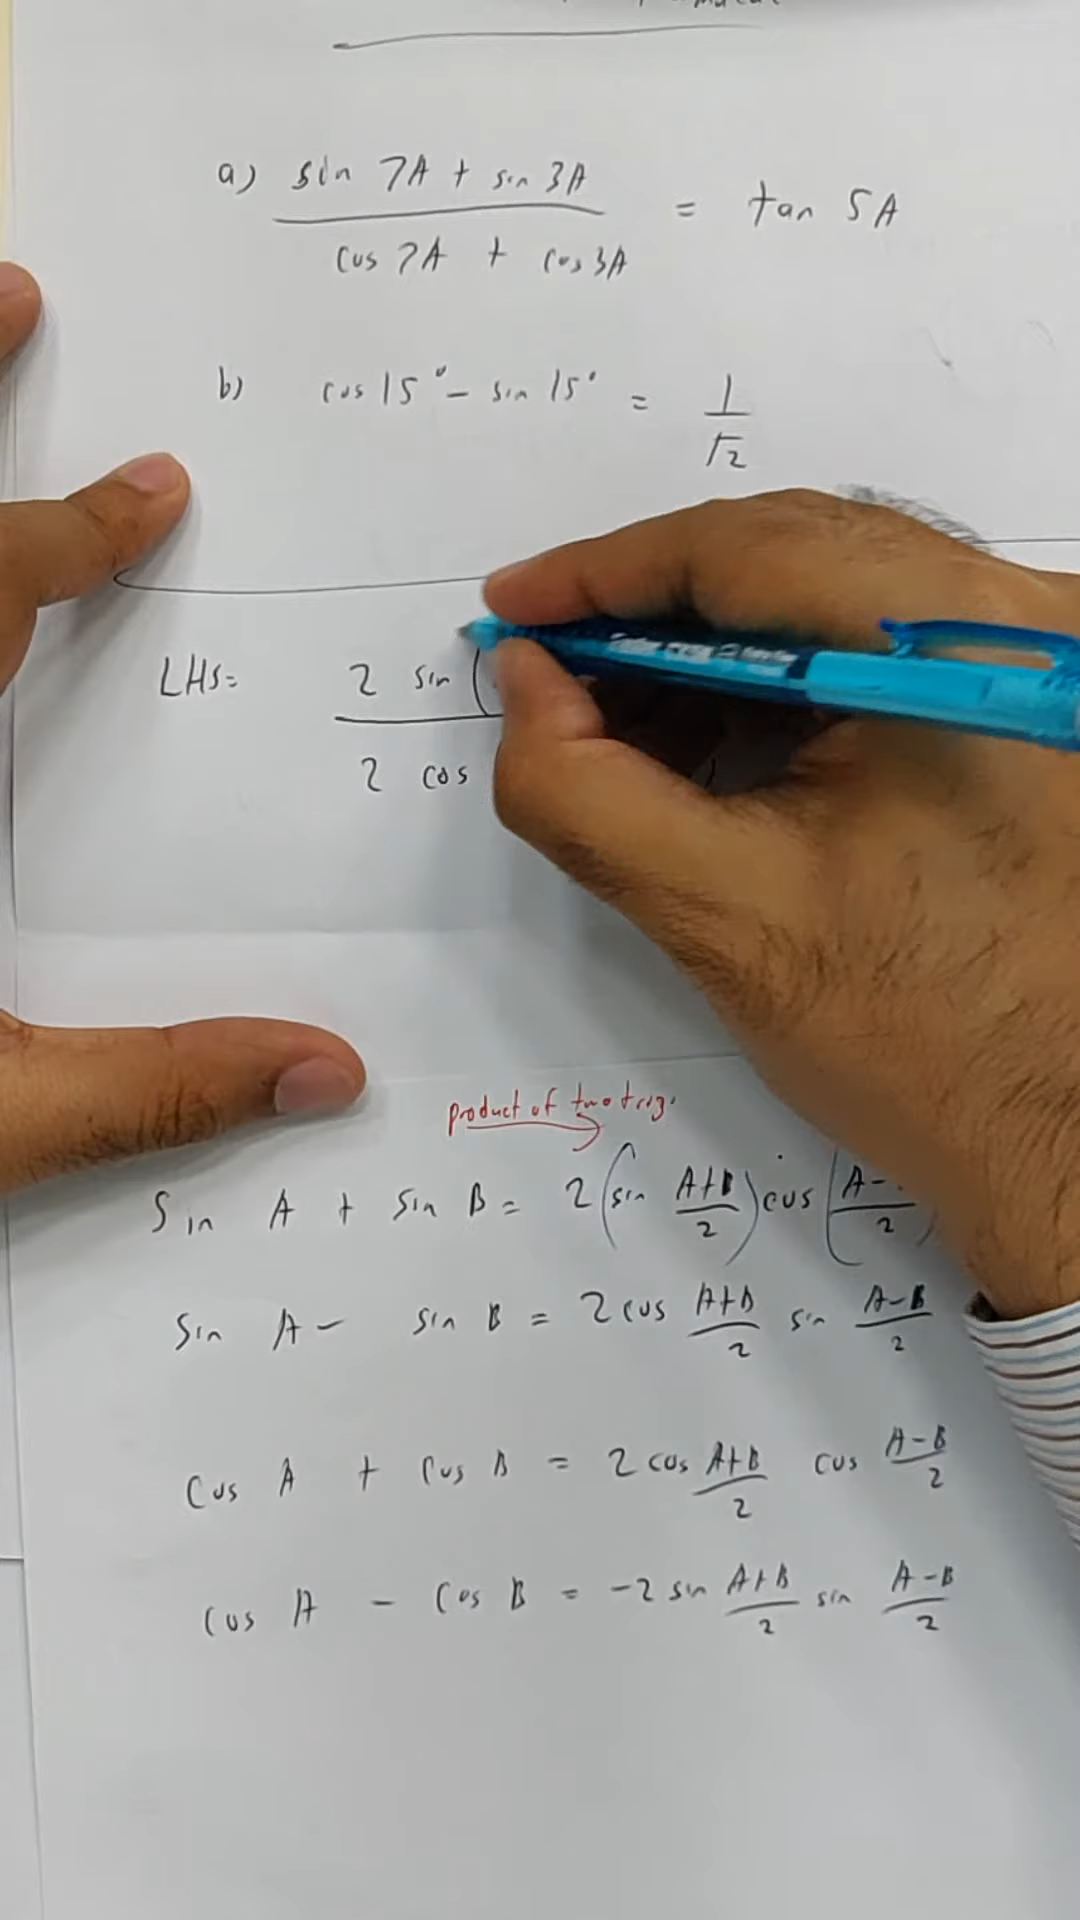 a) sin 7A + sin 3A
cos 7A + cos 3A
= tan 5A
b) cos 15° - sin 15° = 1
√2
LHS= 2 sin (
2 cos )
product of two trig.
Sin A + Sin B = 2 (sin A+B/2) cos (A-/2)
Sin A - sin B = 2 cos A+B/2 sin A-B/2
Cos A + Cos B = 2 cos A+B/2 cos A-B/2
Cos A - Cos B = -2 sin A+B/2 sin A-B/2